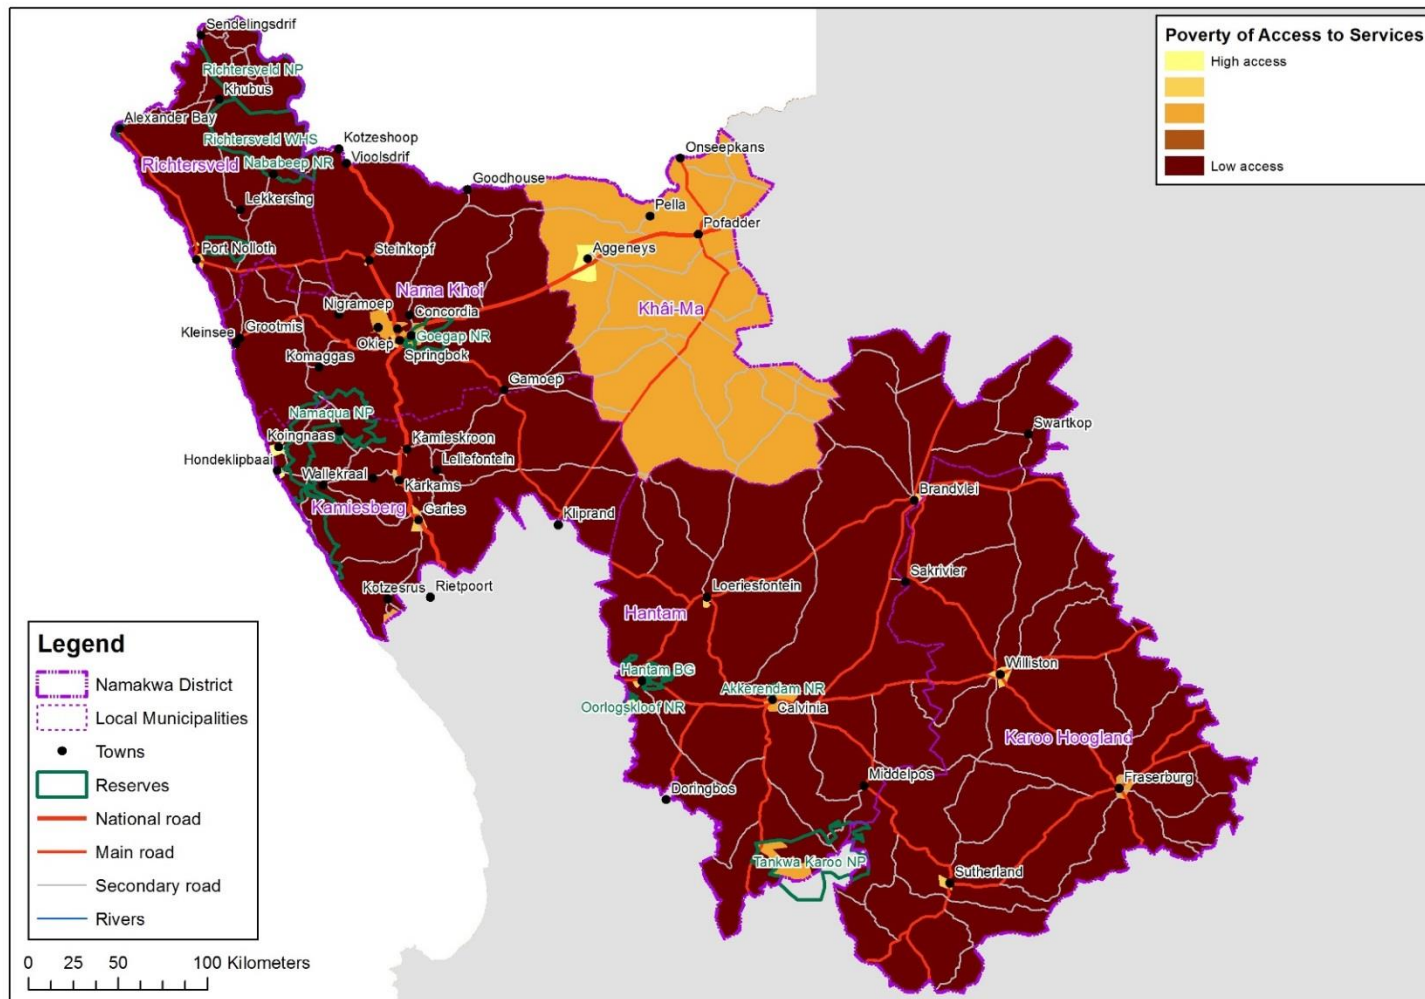 Poverty of Access to Services
High access
Low access
Sendelingsdrif
Richtersveld NP
Khubus
Alexander Bay
Richtersveld WHS
Kotzeshoop
Vioolsdrif
Richtersveld
Nababeep NR
Onseepkans
Goodhouse
Lekkersing
Pella
Pofadder
Port Nolloth
Steinkopf
Aggeneys
Nama Khoi
Khâi-Ma
Nigramoep
Concordia
Kleinsee
Grootmis
Okiep
Goegap NR
Springbok
Komaggas
Gamoep
Namaqua NP
Swartkop
Koingnaas
Kamieskroon
Hondeklipbaai
Leliefontein
Wallekraal
Karkams
Brandvlei
Kamiesberg
Garies
Kliprand
Sakrivier
Kotzesrus
Rietpoort
Loeriesfontein
Hantam
Hantam BG
Williston
Akkerendam NR
Oorlogskloof NR
Calvinia
Karoo Hoogland
Middelpos
Fraserburg
Doringbos
Tankwa Karoo NP
Sutherland
Legend
Namakwa District
Local Municipalities
Towns
Reserves
National road
Main road
Secondary road
Rivers
0 25 50 100 Kilometers